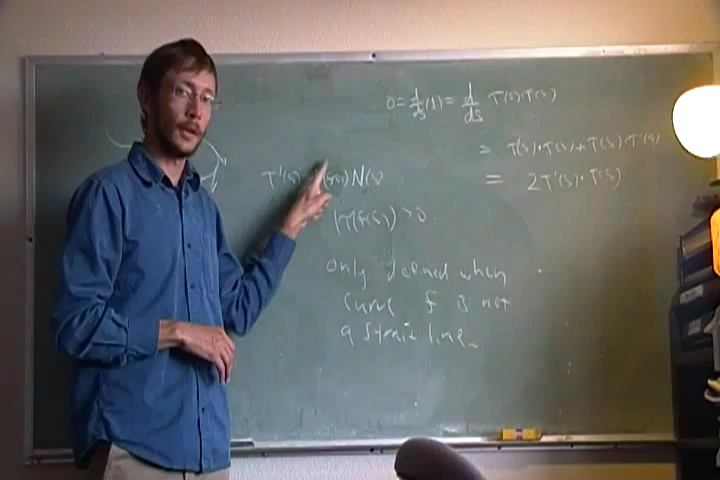 0 = d/ds (1) = d/ds T(s)·T(s)
= T(s)·T(s) + T(s)·T'(s)
= 2T'(s)·T(s)
T'(s) N(s)
> 0
only defined when
curve f is not
a strait line.